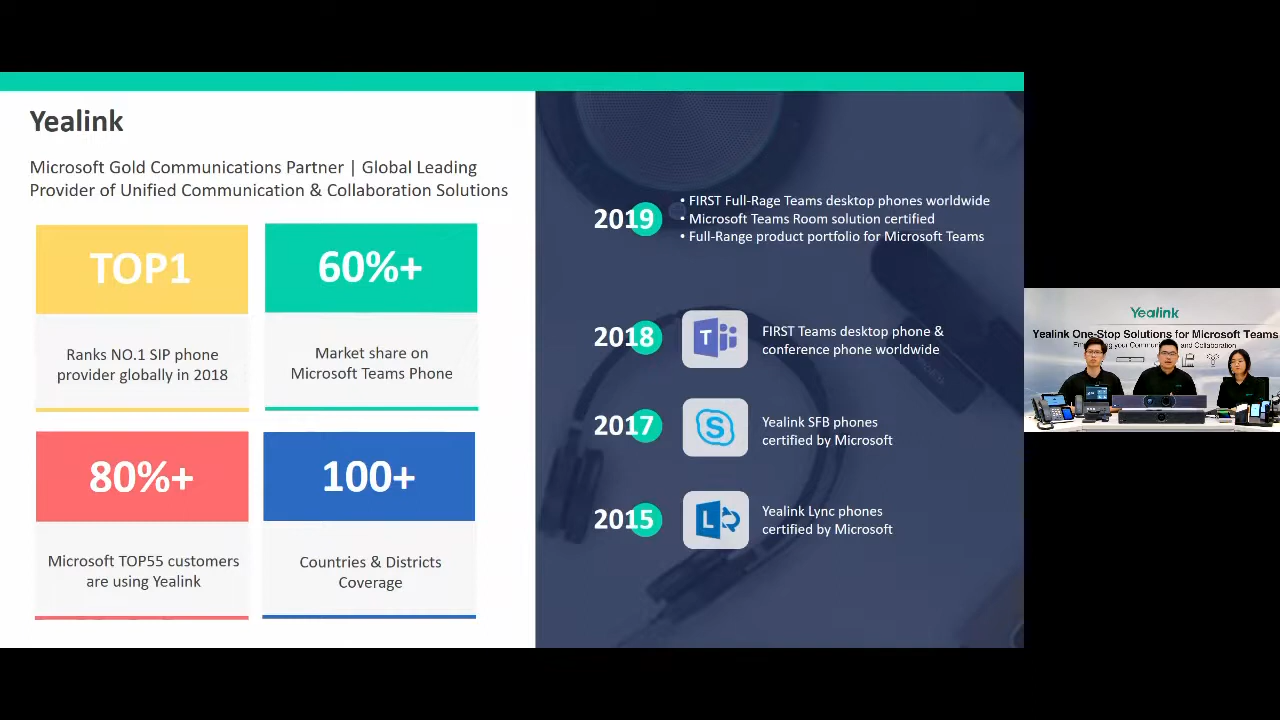 Yealink
Microsoft Gold Communications Partner | Global Leading
Provider of Unified Communication & Collaboration Solutions
TOP1
Ranks NO.1 SIP phone
provider globally in 2018
60%+
Market share on
Microsoft Teams Phone
80%+
Microsoft TOP55 customers
are using Yealink
100+
Countries & Districts
Coverage
2019
• FIRST Full-Rage Teams desktop phones worldwide
• Microsoft Teams Room solution certified
• Full-Range product portfolio for Microsoft Teams
2018
T
FIRST Teams desktop phone &
conference phone worldwide
2017
S
Yealink SFB phones
certified by Microsoft
2015
L
Yealink Lync phones
certified by Microsoft
Yealink
Yealink One-Stop Solutions for Microsoft Teams
your Collaboration